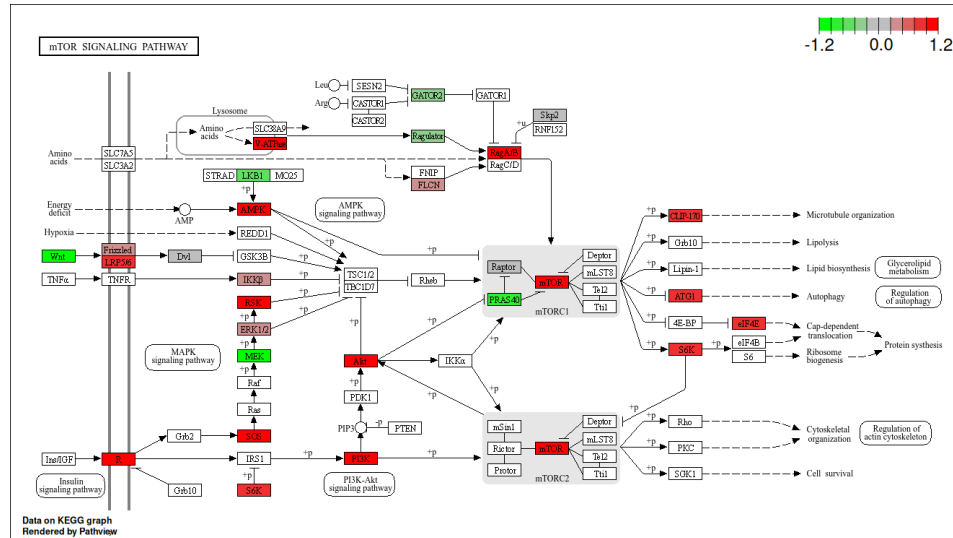 mTOR SIGNALING PATHWAY
-1.2 0.0 1.2
Leu
SESN2
GATOR2
GATOR1
Arg
CASTOR1
CASTOR2
Skp2
RNF152
+u
Lysosome
Amino
acids
SLC38A9
V-ATPase
Ragulator
RagA/B
RagC/D
Amino
acids
SLC7A5
SLC3A2
FNIP
FLCN
STRAD
LKB1
MO25
+p
Energy
deficit
AMP
AMPK
AMPK
signaling pathway
Hypoxia
REDD1
+p
+p
+p
Wnt
Frizzled
LRP5/6
Dvl
GSK3B
+p
TNFα
TNFR
IKKβ
+p
TSC1/2
TBC1D7
Rheb
RSK
+p
+p
ERK1/2
+p
+p
MEK
MAPK
signaling pathway
+p
Raf
Ras
Grb2
SOS
Ins/IGF
R
IRS1
+p
PI3K
+p
Insulin
signaling pathway
Grb10
+p
S6K
PI3K-Akt
signaling pathway
PIP3
-p
PTEN
PDK1
+p
Akt
+p
+p
IKKα
+p
+p
+p
Raptor
PRAS40
mTOR
Deptor
mLST8
Tel2
Tti1
mTORC1
mSin1
Rictor
Protor
mTOR
Deptor
mLST8
Tel2
Tti1
mTORC2
+p
CLIP-170
Microtubule organization
+p
Grb10
Lipolysis
+p
Lipin-1
Lipid biosynthesis
Glycerolipid
metabolism
+p
ATG1
Autophagy
Regulation
of autophagy
+p
4E-BP
eIF4E
Cap-dependent
translocation
+p
S6K
+p
eIF4B
S6
Ribosome
biogenesis
Protein systhesis
+p
Rho
PKC
SGK1
Cytoskeletal
organization
Regulation of
actin cytoskeleton
Cell survival
Data on KEGG graph
Rendered by Pathview